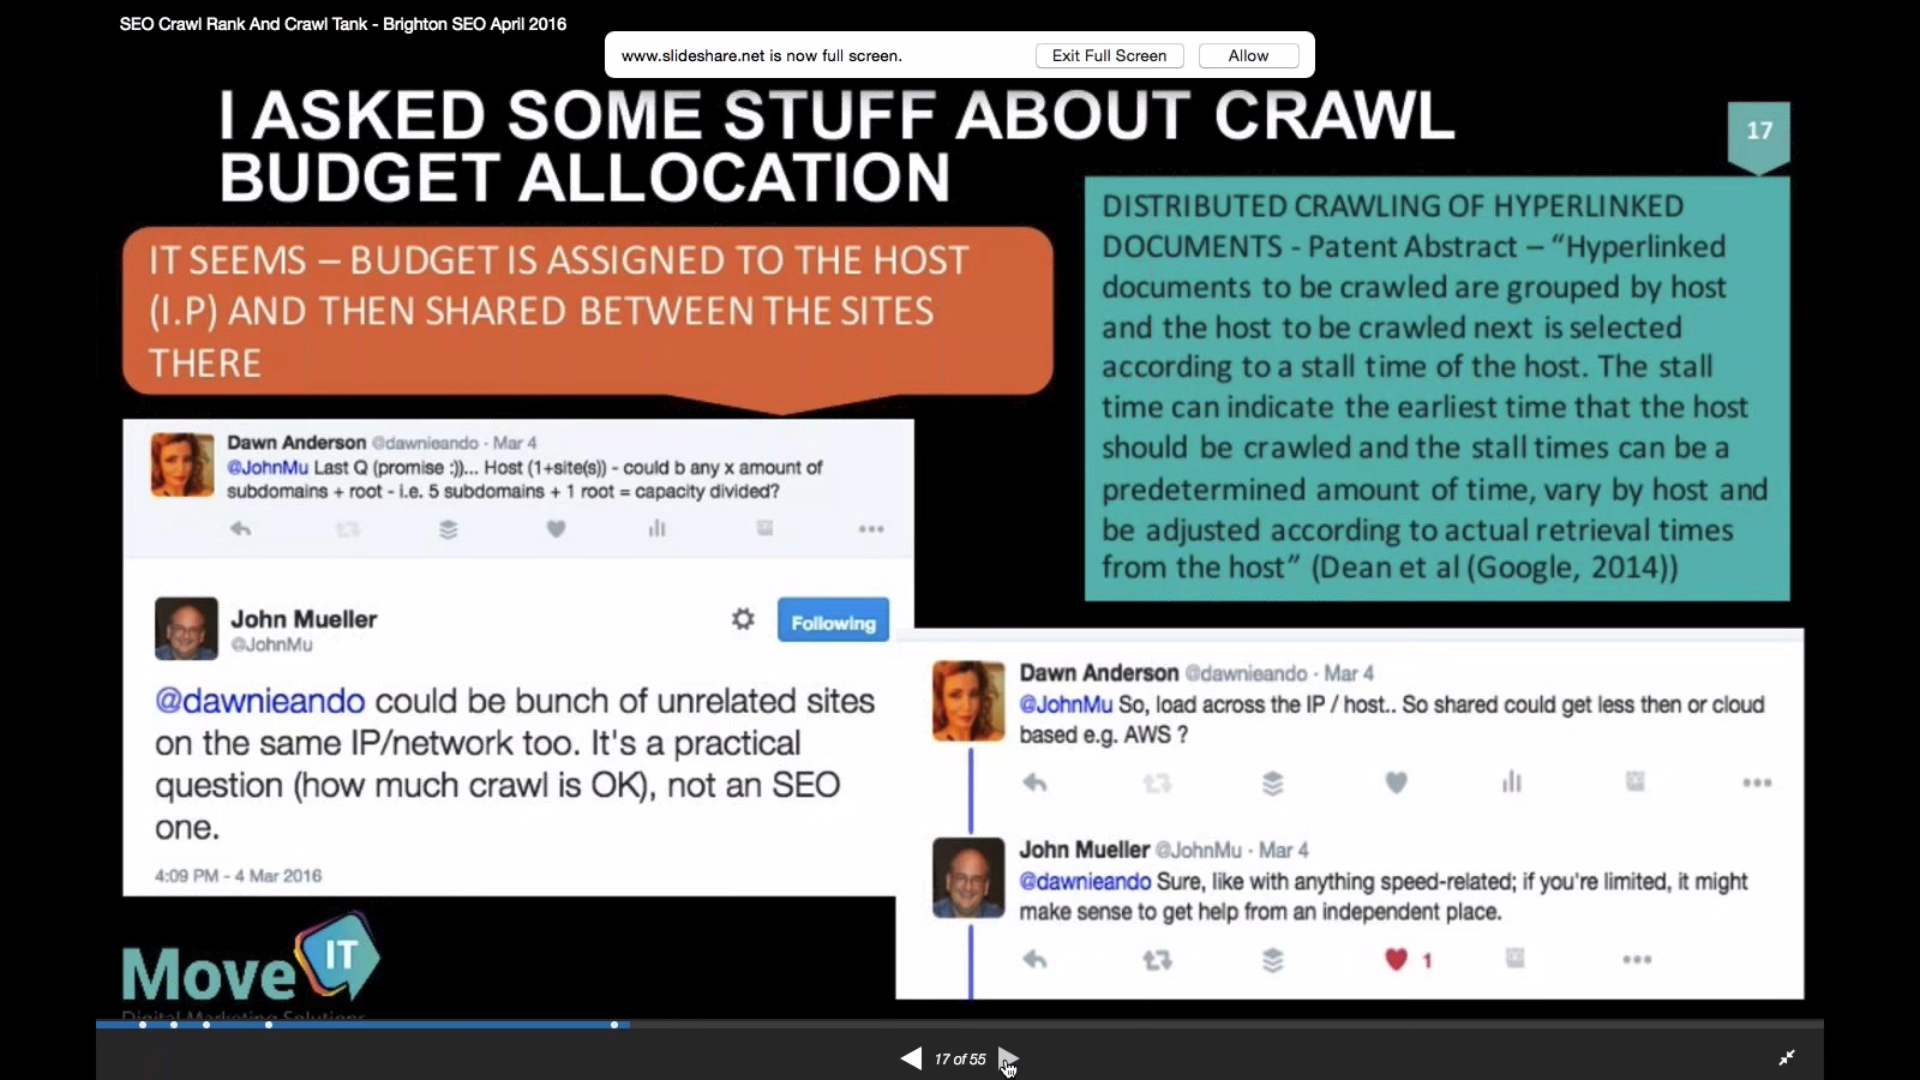 SEO Crawl Rank And Crawl Tank - Brighton SEO April 2016
www.slideshare.net is now full screen.
Exit Full Screen
Allow
I ASKED SOME STUFF ABOUT CRAWL
BUDGET ALLOCATION
17
IT SEEMS – BUDGET IS ASSIGNED TO THE HOST
(I.P) AND THEN SHARED BETWEEN THE SITES
THERE
DISTRIBUTED CRAWLING OF HYPERLINKED
DOCUMENTS - Patent Abstract – “Hyperlinked
documents to be crawled are grouped by host
and the host to be crawled next is selected
according to a stall time of the host. The stall
time can indicate the earliest time that the host
should be crawled and the stall times can be a
predetermined amount of time, vary by host and
be adjusted according to actual retrieval times
from the host” (Dean et al (Google, 2014))
Dawn Anderson @dawnieando · Mar 4
@JohnMu Last Q (promise :))... Host (1+site(s)) - could b any x amount of
subdomains + root - i.e. 5 subdomains + 1 root = capacity divided?
John Mueller
@JohnMu
Following
@dawnieando could be bunch of unrelated sites
on the same IP/network too. It's a practical
question (how much crawl is OK), not an SEO
one.
4:09 PM - 4 Mar 2016
Dawn Anderson @dawnieando · Mar 4
@JohnMu So, load across the IP / host.. So shared could get less then or cloud
based e.g. AWS ?
John Mueller @JohnMu · Mar 4
@dawnieando Sure, like with anything speed-related; if you're limited, it might
make sense to get help from an independent place.
1
Move IT
Digital Marketing Solutions
17 of 55